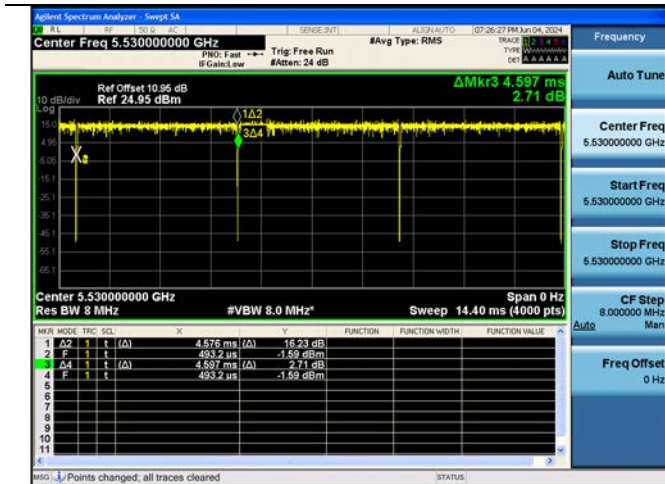 Agilent Spectrum Analyzer - Swept SA
RL RF 50 Ω AC SENSE:INT ALIGN AUTO 07:26:27 PM Jun 04, 2024
Center Freq 5.530000000 GHz
PNO: Fast
IFGain:Low
Trig: Free Run
#Atten: 24 dB
#Avg Type: RMS
TRACE 1 2 3 4 5 6
TYPE
DET A A A A A A
Frequency
Auto Tune
Center Freq
5.530000000 GHz
Start Freq
5.530000000 GHz
Stop Freq
5.530000000 GHz
CF Step
8.000000 MHz
Auto Man
Freq Offset
0 Hz
Ref Offset 10.95 dB
Ref 24.95 dBm
10 dB/div
Log
ΔMkr3 4.597 ms
2.71 dB
1Δ2
3Δ4
15.0
4.95
-5.05
-15.1
-25.1
-35.1
-45.1
-55.1
-65.1
Center 5.530000000 GHz Span 0 Hz
Res BW 8 MHz #VBW 8.0 MHz* Sweep 14.40 ms (4000 pts)
MKR MODE TRC SCL X Y FUNCTION FUNCTION WIDTH FUNCTION VALUE
1 Δ2 1 t (Δ) 4.576 ms (Δ) 16.23 dB
2 F 1 t 493.2 µs -1.59 dBm
3 Δ4 1 t (Δ) 4.597 ms (Δ) 2.71 dB
4 F 1 t 493.2 µs -1.59 dBm
5
6
7
8
9
10
11
MSG Points changed; all traces cleared STATUS